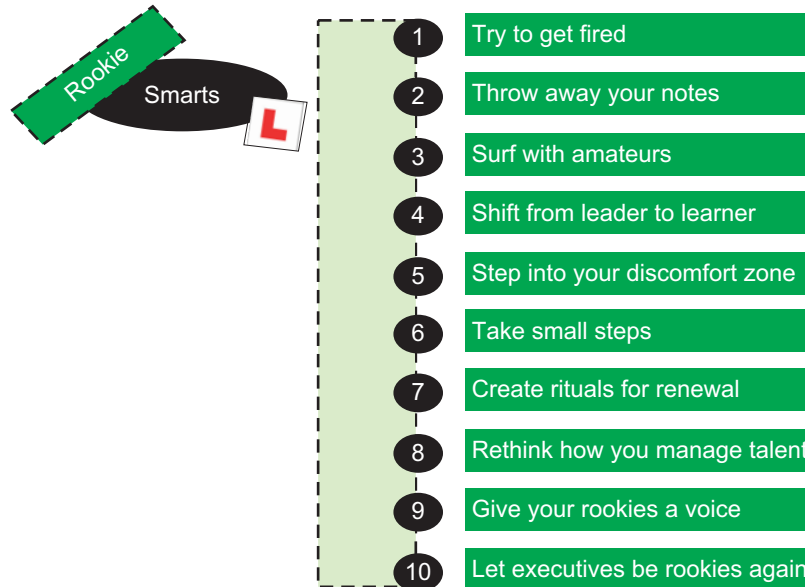 Rookie
Smarts
L
1 Try to get fired
2 Throw away your notes
3 Surf with amateurs
4 Shift from leader to learner
5 Step into your discomfort zone
6 Take small steps
7 Create rituals for renewal
8 Rethink how you manage talent
9 Give your rookies a voice
10 Let executives be rookies again